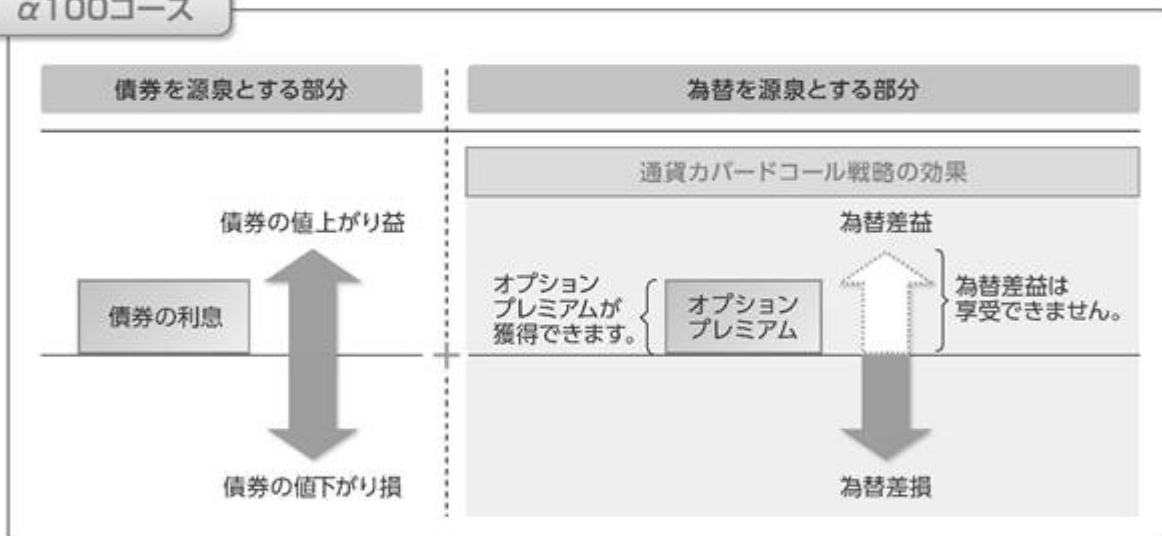 α100コース
債券を源泉とする部分
為替を源泉とする部分
通貨カバードコール戦略の効果
債券の値上がり益
債券の利息
債券の値下がり損
為替差益
オプション
プレミアムが
獲得できます。
オプション
プレミアム
為替差益は
享受できません。
為替差損